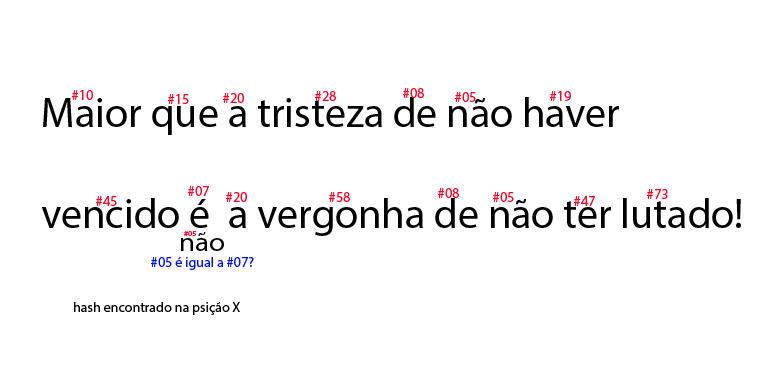 #10 #15 #20 #28 #08 #05 #19
Maior que a tristeza de não haver
#45 #07 #20 #58 #08 #05 #47 #73
vencido é a vergonha de não ter lutado!
#05
não
#05 é igual a #07?
hash encontrado na psição X